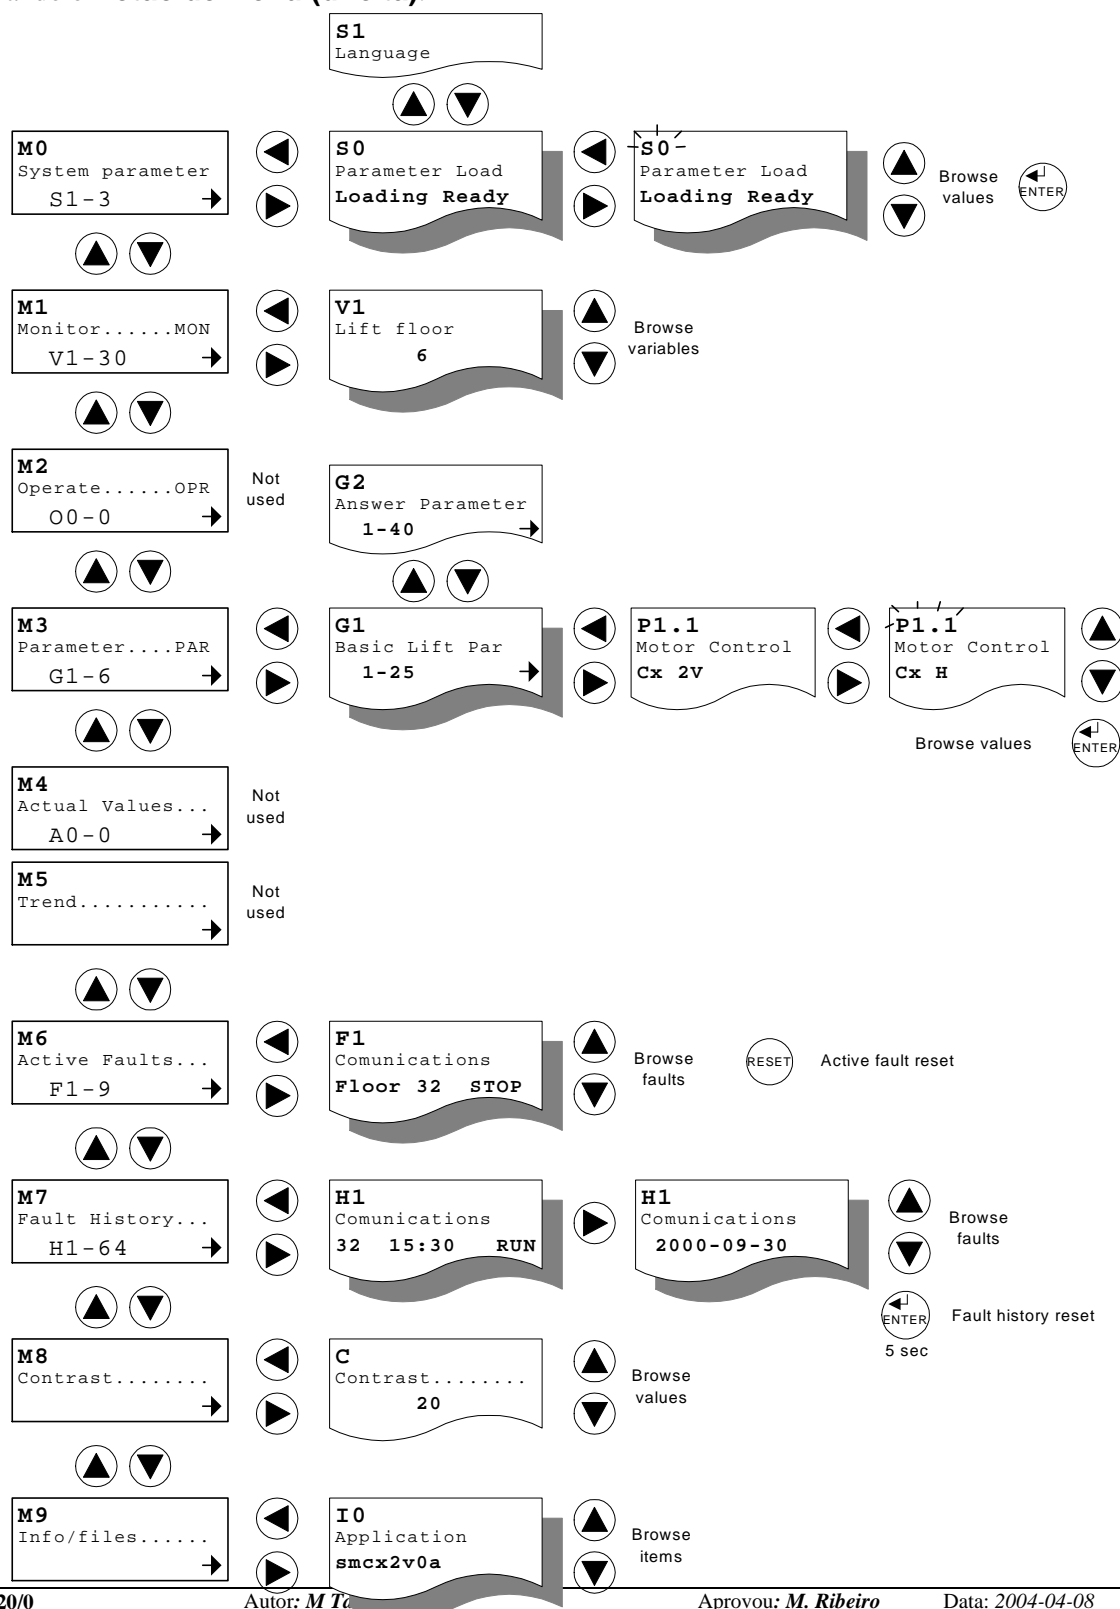 S1
Language
M0
System parameter
S1-3
S0
Parameter Load
Loading Ready
S0
Parameter Load
Loading Ready
Browse
values
ENTER
M1
Monitor......MON
V1-30
V1
Lift floor
6
Browse
variables
M2
Operate......OPR
O0-0
Not
used
G2
Answer Parameter
1-40
M3
Parameter....PAR
G1-6
G1
Basic Lift Par
1-25
P1.1
Motor Control
Cx 2V
P1.1
Motor Control
Cx H
Browse values
ENTER
M4
Actual Values...
A0-0
Not
used
M5
Trend...........
Not
used
M6
Active Faults...
F1-9
F1
Comunications
Floor 32 STOP
Browse
faults
RESET
Active fault reset
M7
Fault History...
H1-64
H1
Comunications
32 15:30 RUN
H1
Comunications
2000-09-30
Browse
faults
ENTER
Fault history reset
5 sec
M8
Contrast........
C
Contrast........
20
Browse
values
M9
Info/files......
I0
Application
smcx2v0a
Browse
items
20/0 Autor: M Aprovou: M. Ribeiro Data: 2004-04-08